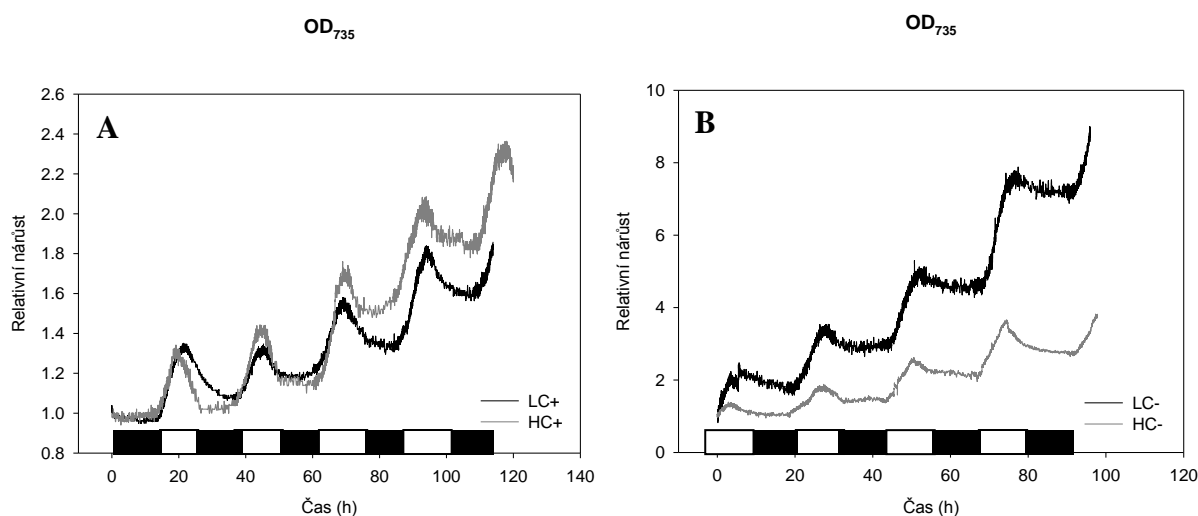 OD735
A
2.6
2.4
2.2
2.0
1.8
1.6
1.4
1.2
1.0
0.8
Relativní nárůst
LC+
HC+
0 20 40 60 80 100 120 140
Čas (h)
OD735
B
10
8
6
4
2
0
Relativní nárůst
LC-
HC-
0 20 40 60 80 100 120
Čas (h)